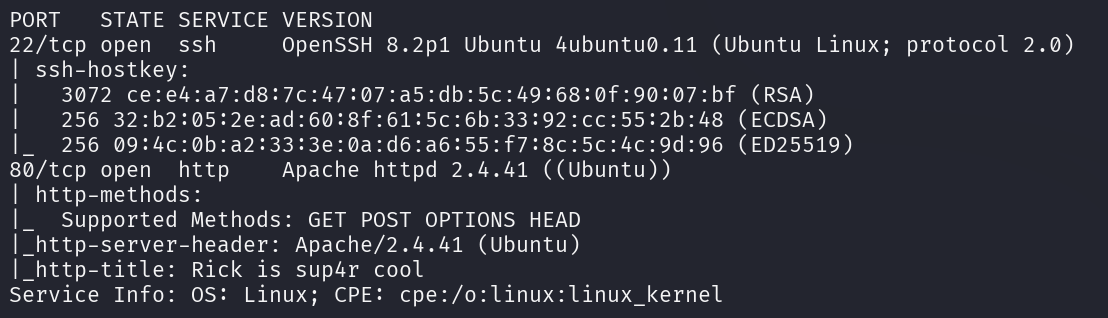 PORT   STATE SERVICE VERSION
22/tcp open  ssh     OpenSSH 8.2p1 Ubuntu 4ubuntu0.11 (Ubuntu Linux; protocol 2.0)
| ssh-hostkey:
|   3072 ce:e4:a7:d8:7c:47:07:a5:db:5c:49:68:0f:90:07:bf (RSA)
|   256 32:b2:05:2e:ad:60:8f:61:5c:6b:33:92:cc:55:2b:48 (ECDSA)
|_  256 09:4c:0b:a2:33:3e:0a:d6:a6:55:f7:8c:5c:4c:9d:96 (ED25519)
80/tcp open  http    Apache httpd 2.4.41 ((Ubuntu))
| http-methods:
|_  Supported Methods: GET POST OPTIONS HEAD
|_http-server-header: Apache/2.4.41 (Ubuntu)
|_http-title: Rick is sup4r cool
Service Info: OS: Linux; CPE: cpe:/o:linux:linux_kernel